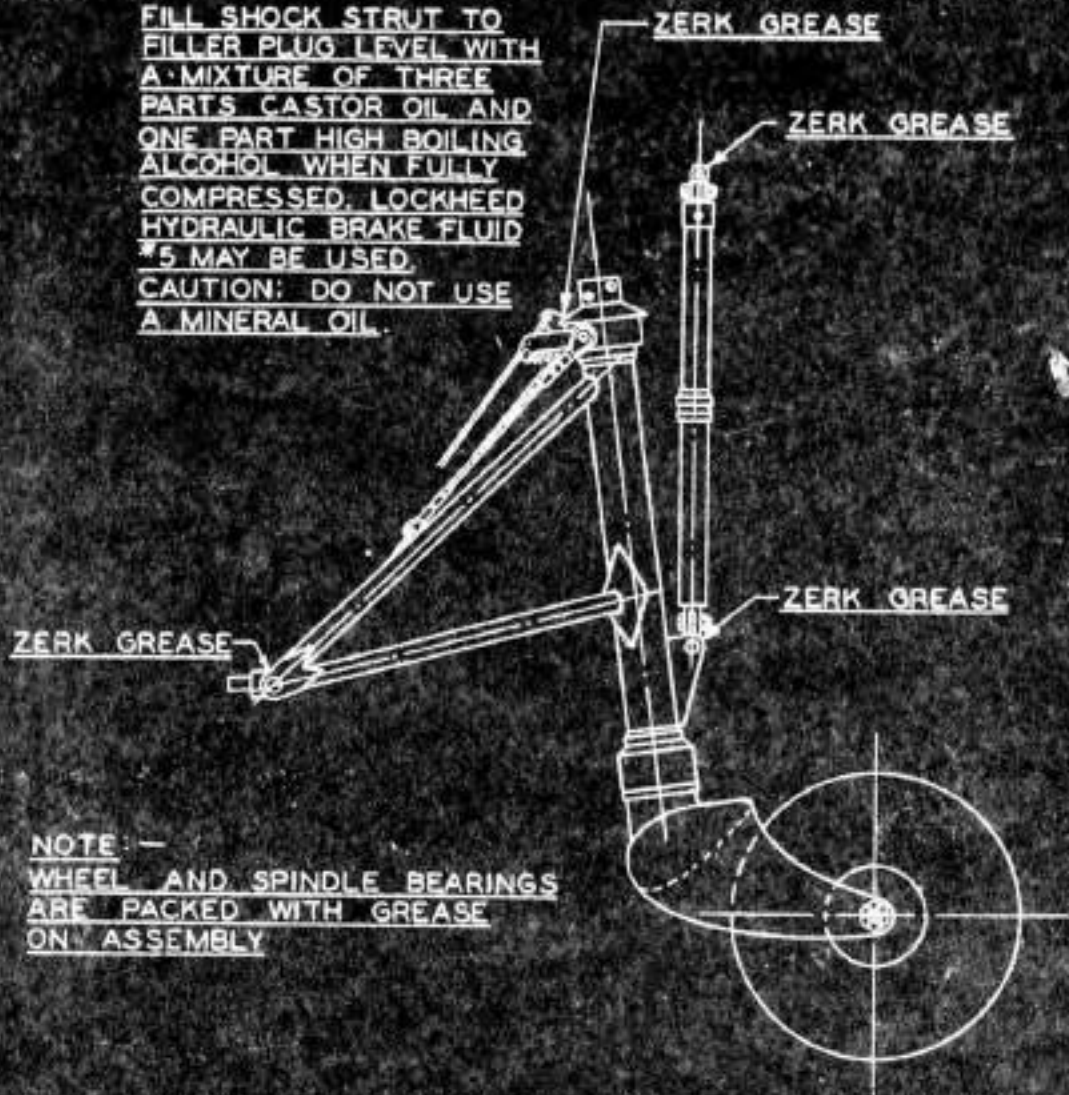 FILL SHOCK STRUT TO
FILLER PLUG LEVEL WITH
A MIXTURE OF THREE
PARTS CASTOR OIL AND
ONE PART HIGH BOILING
ALCOHOL WHEN FULLY
COMPRESSED. LOCKHEED
HYDRAULIC BRAKE FLUID
#5 MAY BE USED.
CAUTION: DO NOT USE
A MINERAL OIL.
ZERK GREASE
ZERK GREASE
ZERK GREASE
ZERK GREASE
NOTE:—
WHEEL AND SPINDLE BEARINGS
ARE PACKED WITH GREASE
ON ASSEMBLY